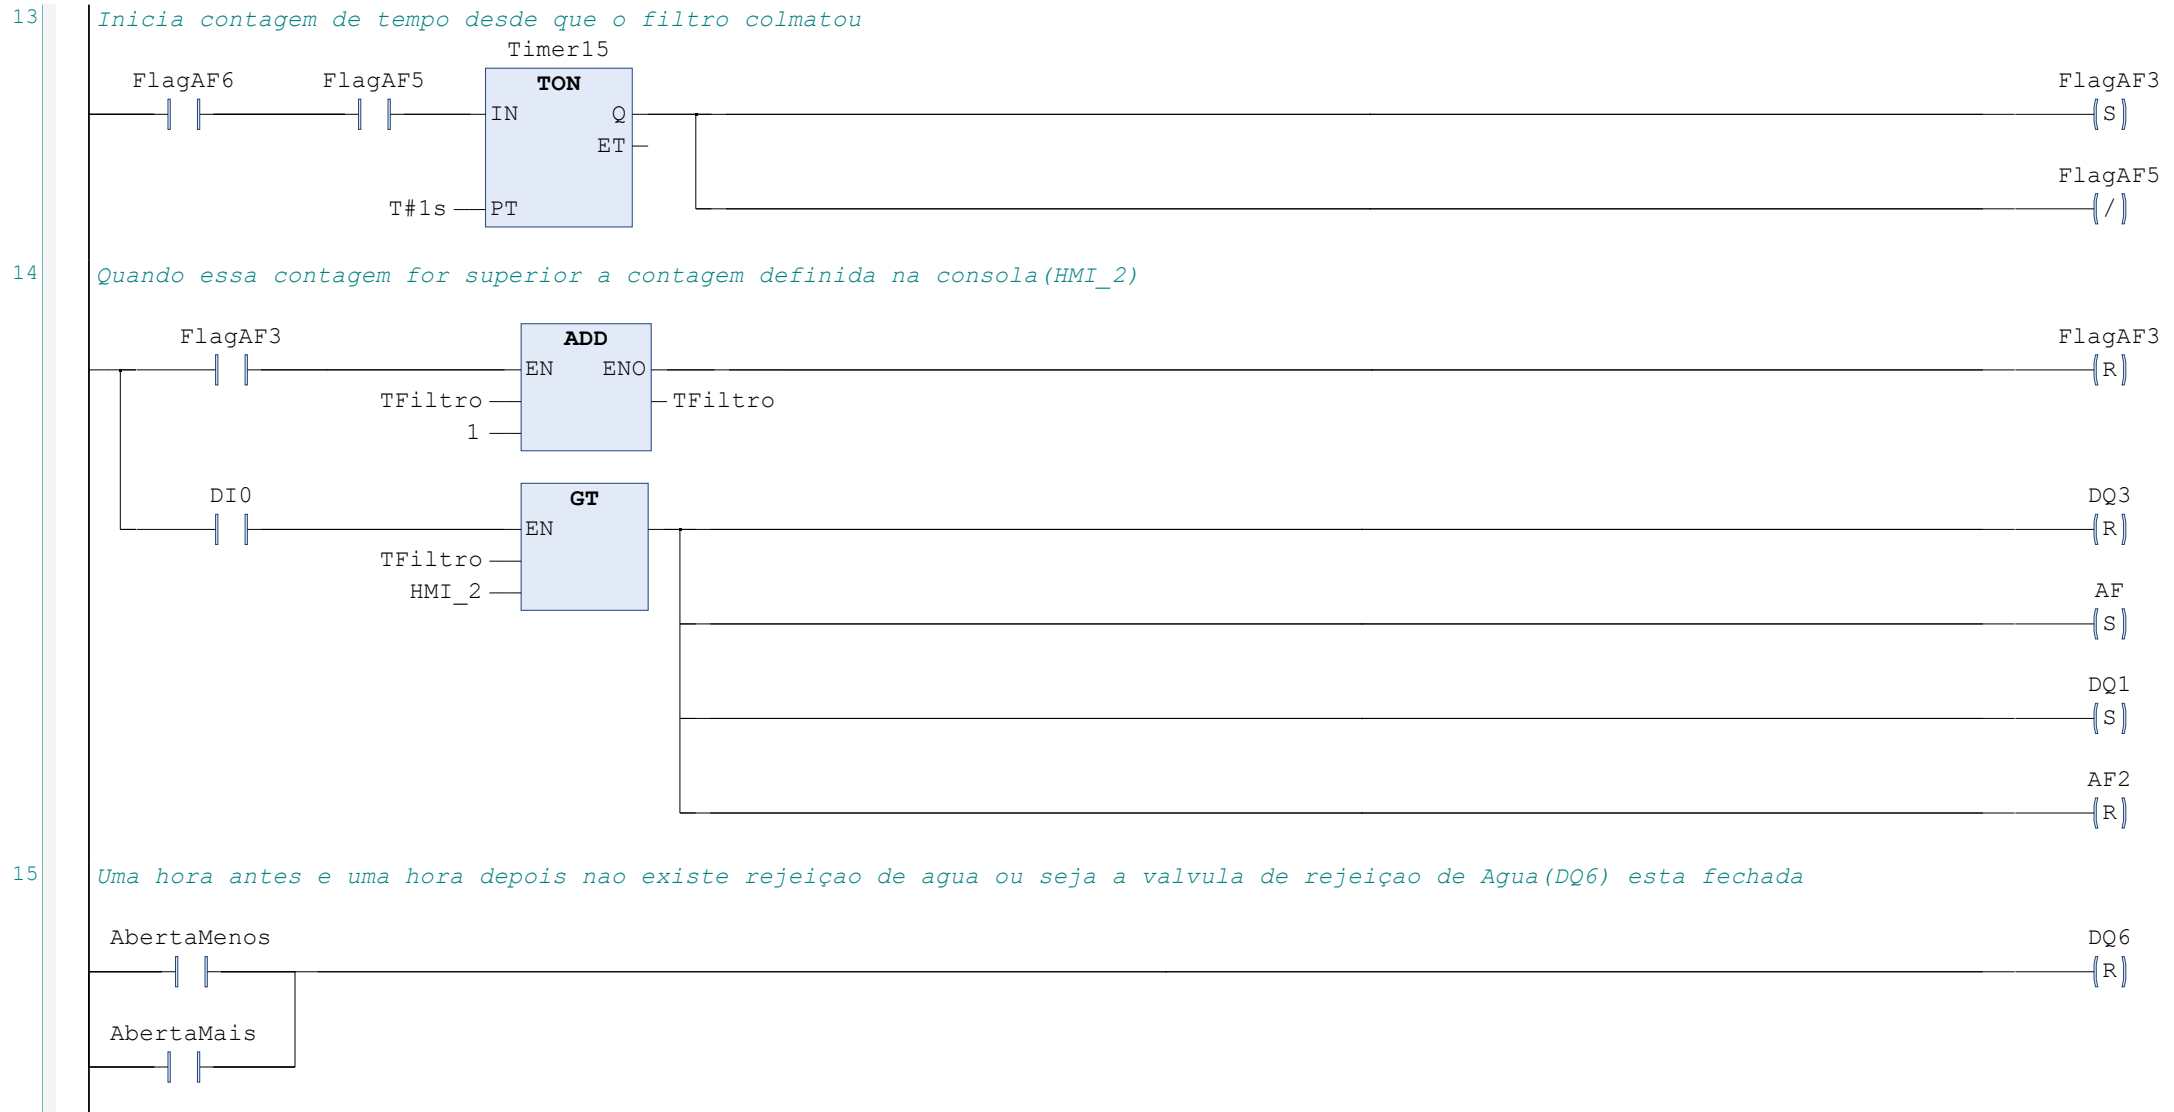 13 Inicia contagem de tempo desde que o filtro colmatou
Timer15
FlagAF6 FlagAF5 TON FlagAF3
IN Q S
ET
FlagAF5
T#1s PT /
14 Quando essa contagem for superior a contagem definida na consola(HMI_2)
FlagAF3 ADD FlagAF3
EN ENO R
TFiltro TFiltro
1
DI0 GT DQ3
EN R
TFiltro
HMI_2 AF
S
DQ1
S
AF2
R
15 Uma hora antes e uma hora depois nao existe rejeiçao de agua ou seja a valvula de rejeiçao de Agua(DQ6) esta fechada
AbertaMenos DQ6
R
AbertaMais